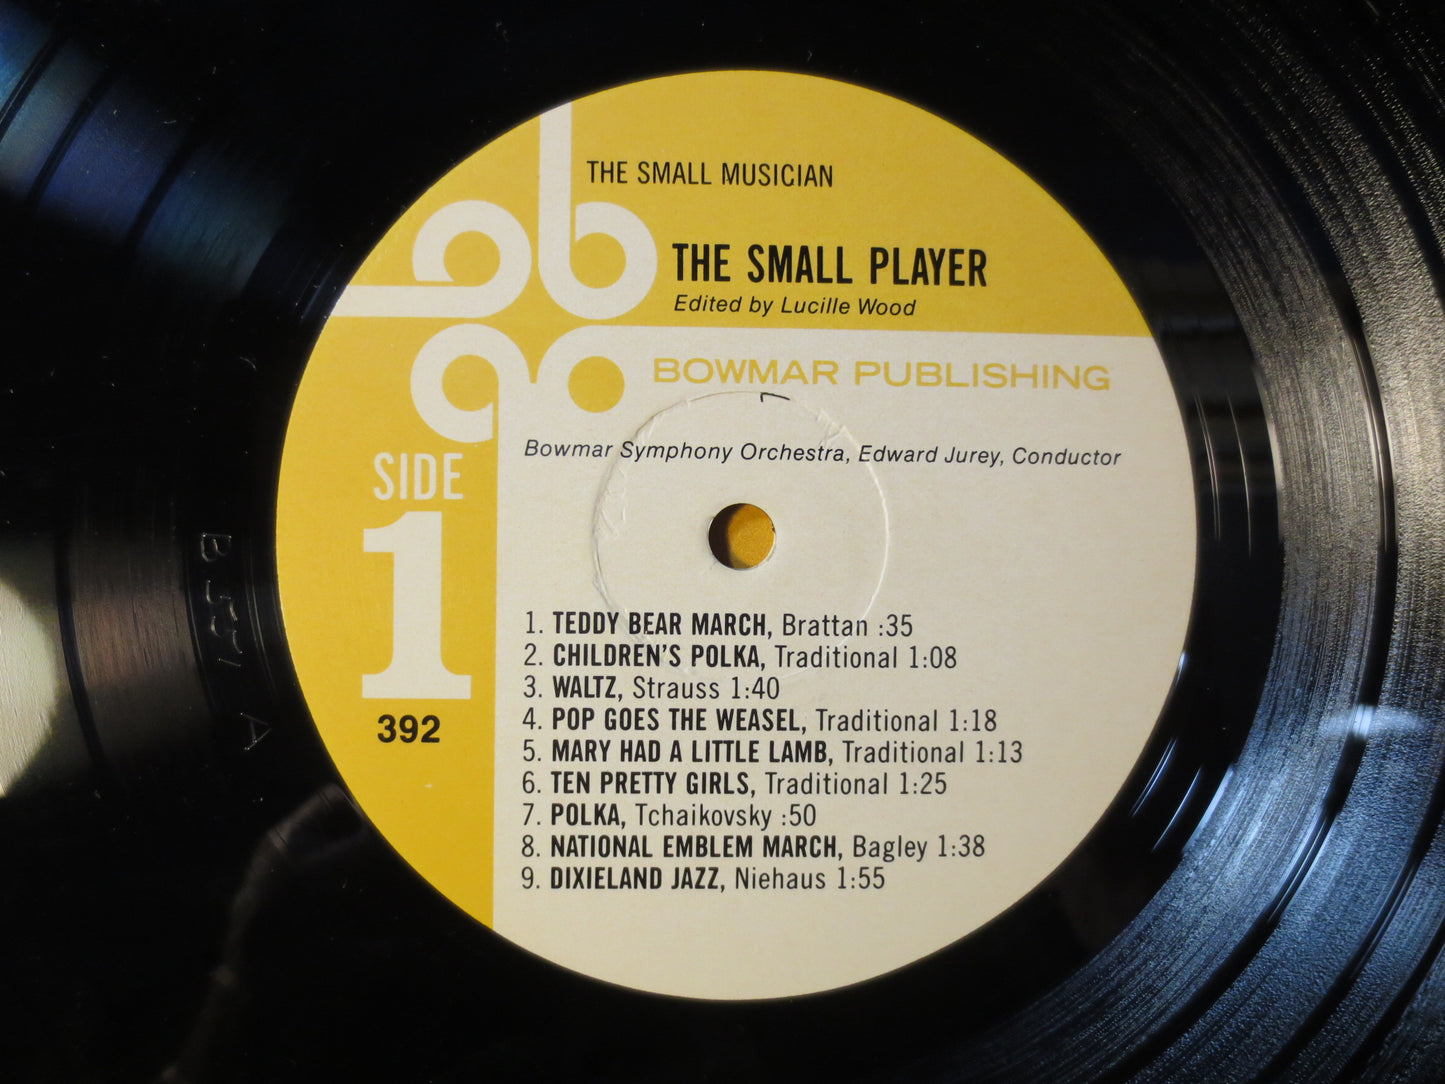 THE SMALL MUSICIAN
THE SMALL PLAYER
Edited by Lucille Wood
BOWMAR PUBLISHING
Bowmar Symphony Orchestra, Edward Jurey, Conductor
SIDE
1
392
1. TEDDY BEAR MARCH, Brattan :35
2. CHILDREN'S POLKA, Traditional 1:08
3. WALTZ, Strauss 1:40
4. POP GOES THE WEASEL, Traditional 1:18
5. MARY HAD A LITTLE LAMB, Traditional 1:13
6. TEN PRETTY GIRLS, Traditional 1:25
7. POLKA, Tchaikovsky :50
8. NATIONAL EMBLEM MARCH, Bagley 1:38
9. DIXIELAND JAZZ, Niehaus 1:55